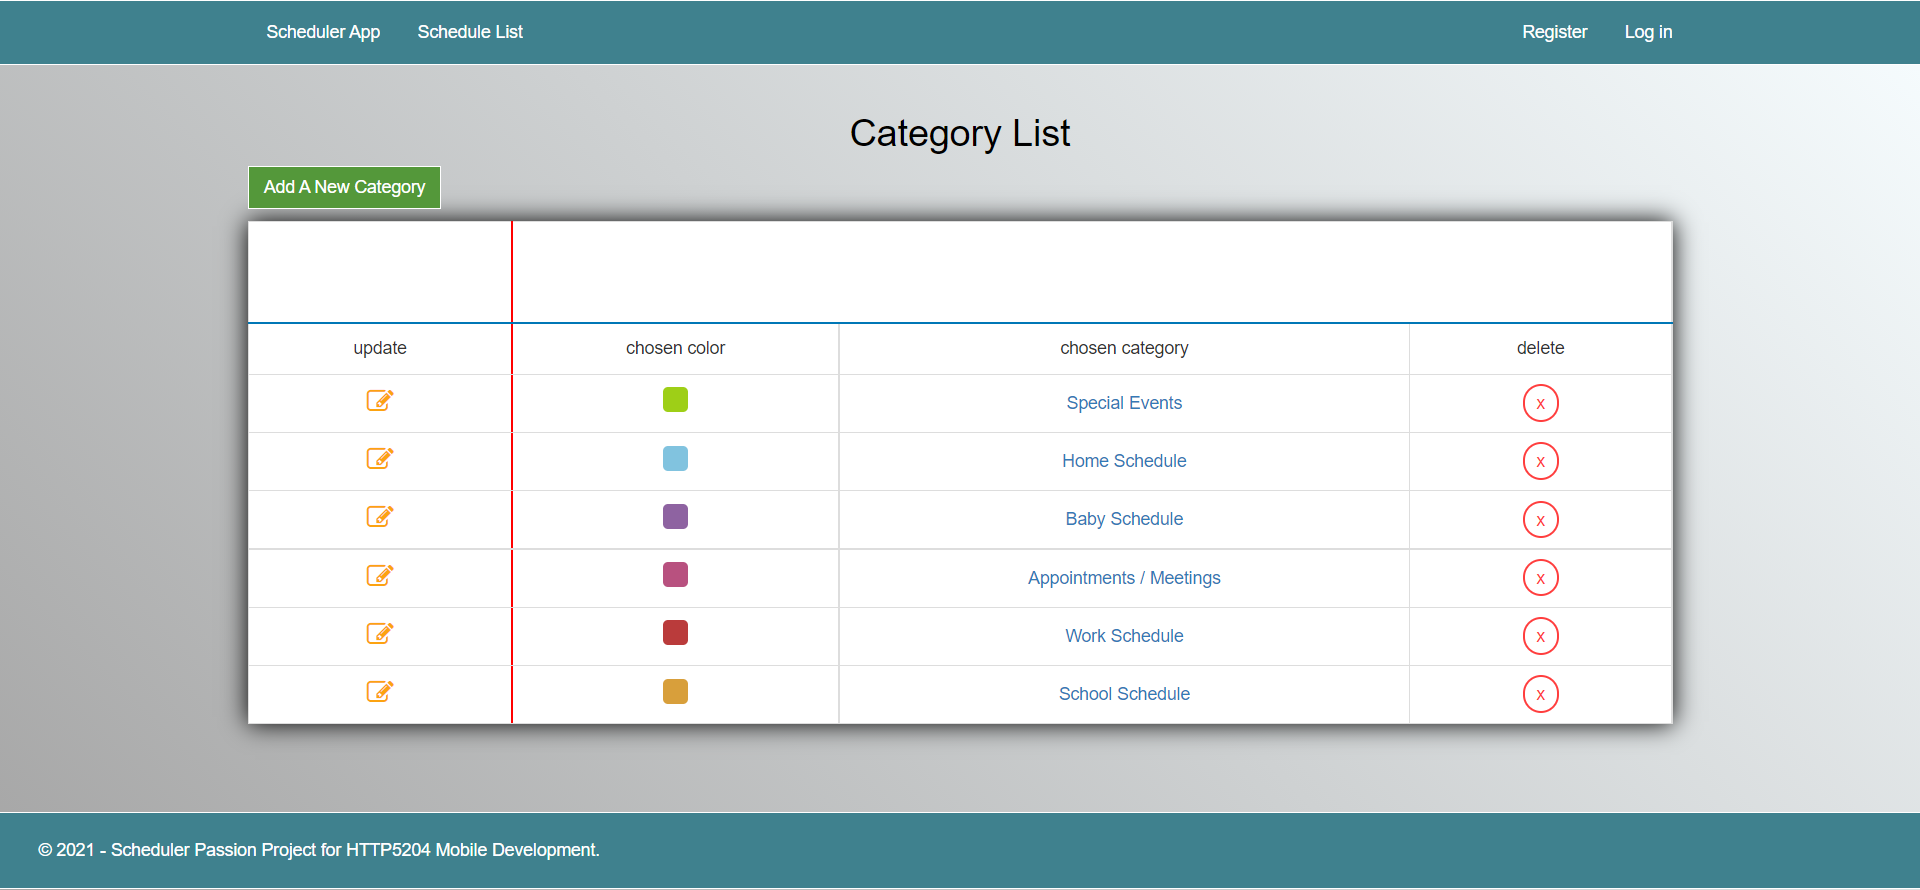 Scheduler App Schedule List Register Log in
Category List
Add A New Category
update chosen color chosen category delete
Special Events x
Home Schedule x
Baby Schedule x
Appointments / Meetings x
Work Schedule x
School Schedule x
© 2021 - Scheduler Passion Project for HTTP5204 Mobile Development.